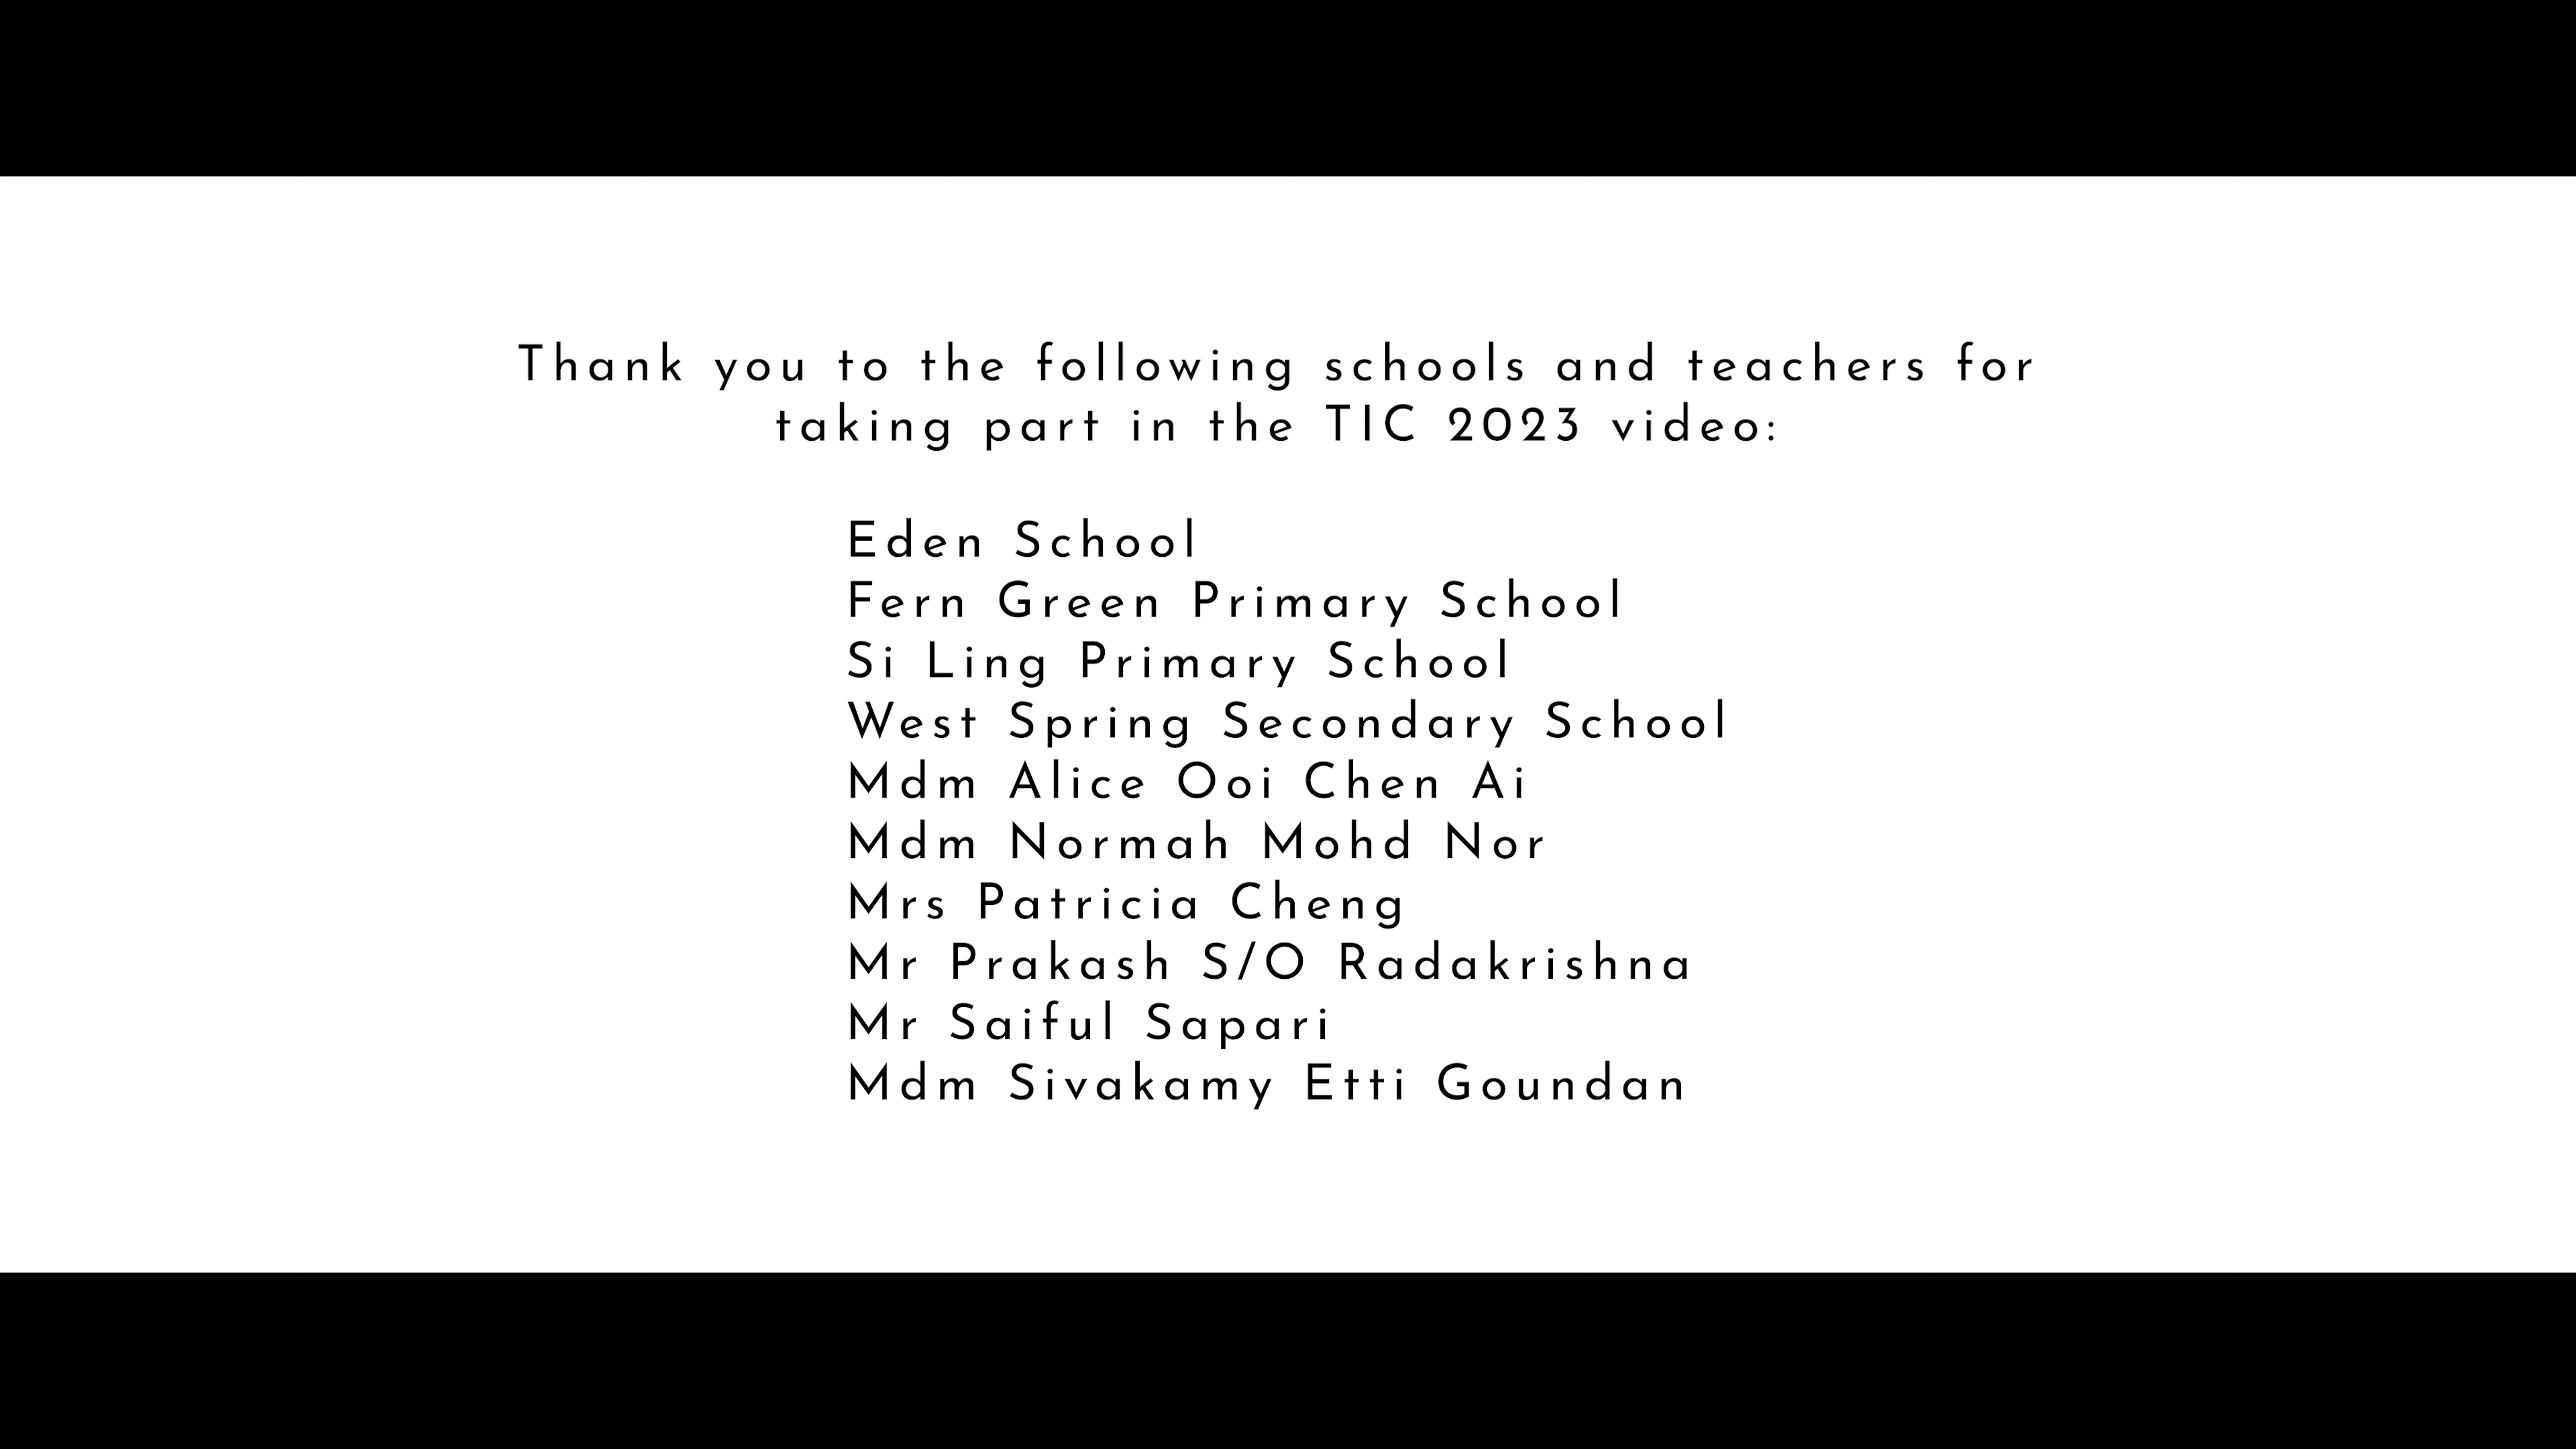 Thank you to the following schools and teachers for
taking part in the TIC 2023 video:
Eden School
Fern Green Primary School
Si Ling Primary School
West Spring Secondary School
Mdm Alice Ooi Chen Ai
Mdm Normah Mohd Nor
Mrs Patricia Cheng
Mr Prakash S/O Radakrishna
Mr Saiful Sapari
Mdm Sivakamy Etti Goundan